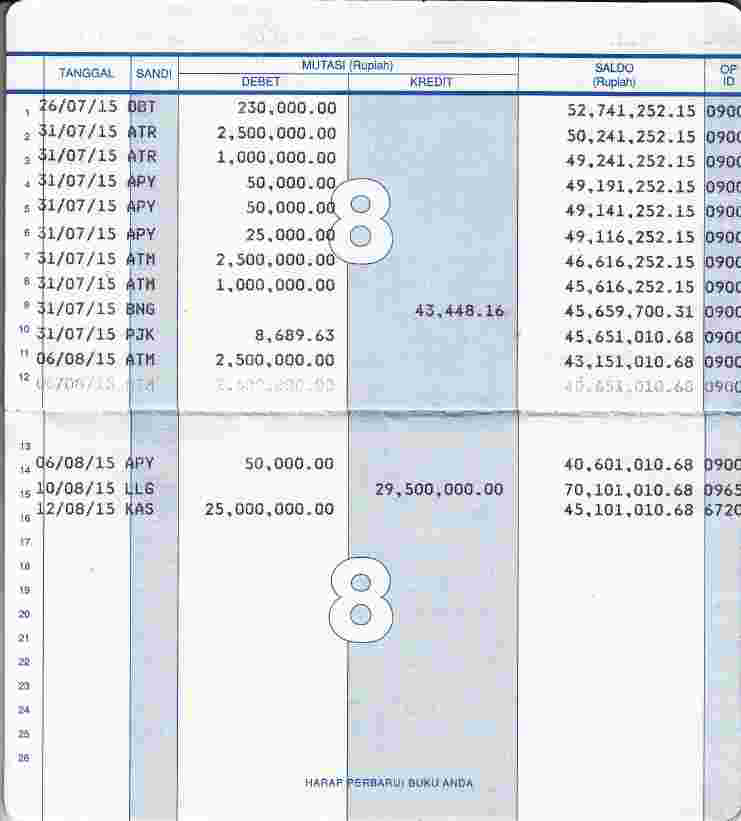 TANGGAL SANDI MUTASI (Rupiah) SALDO (Rupiah) OP ID
DEBET KREDIT
1 26/07/15 DBT 230,000.00 52,741,252.15 0900
2 31/07/15 ATR 2,500,000.00 50,241,252.15 0900
3 31/07/15 ATR 1,000,000.00 49,241,252.15 0900
4 31/07/15 APY 50,000.00 49,191,252.15 0900
5 31/07/15 APY 50,000.00 49,141,252.15 0900
6 31/07/15 APY 25,000.00 49,116,252.15 0900
7 31/07/15 ATM 2,500,000.00 46,616,252.15 0900
8 31/07/15 ATM 1,000,000.00 45,616,252.15 0900
9 31/07/15 BNG 43,448.16 45,659,700.31 0900
10 31/07/15 PJK 8,689.63 45,651,010.68 0900
11 06/08/15 ATM 2,500,000.00 43,151,010.68 0900
12 06/08/15 ATM 40,651,010.68 0900
13
14 06/08/15 APY 50,000.00 40,601,010.68 0900
15 10/08/15 LLG 29,500,000.00 70,101,010.68 0965
16 12/08/15 KAS 25,000,000.00 45,101,010.68 6720
17
18
19
20
21
22
23
24
25
26
8
8
HARAP PERBARUI BUKU ANDA